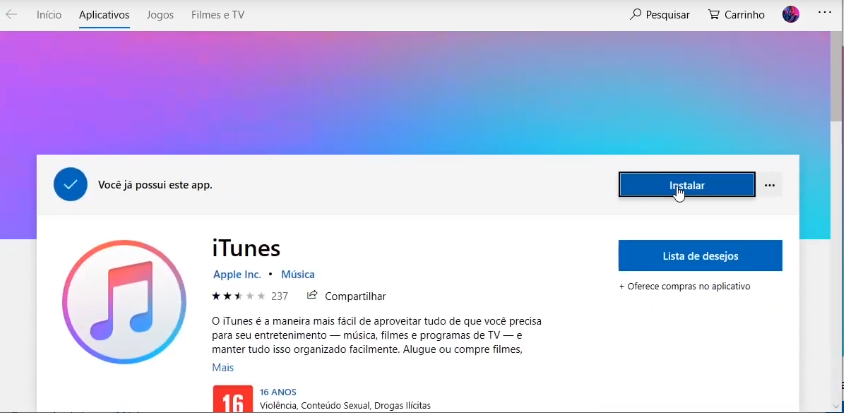 Início Aplicativos Jogos Filmes e TV Pesquisar Carrinho
Você já possui este app.
Instalar
iTunes
Apple Inc. • Música
237 Compartilhar
Lista de desejos
+ Oferece compras no aplicativo
O iTunes é a maneira mais fácil de aproveitar tudo de que você precisa
para seu entretenimento — música, filmes e programas de TV — e
manter tudo isso organizado facilmente. Alugue ou compre filmes,
Mais
16
16 ANOS
Violência, Conteúdo Sexual, Drogas Ilícitas